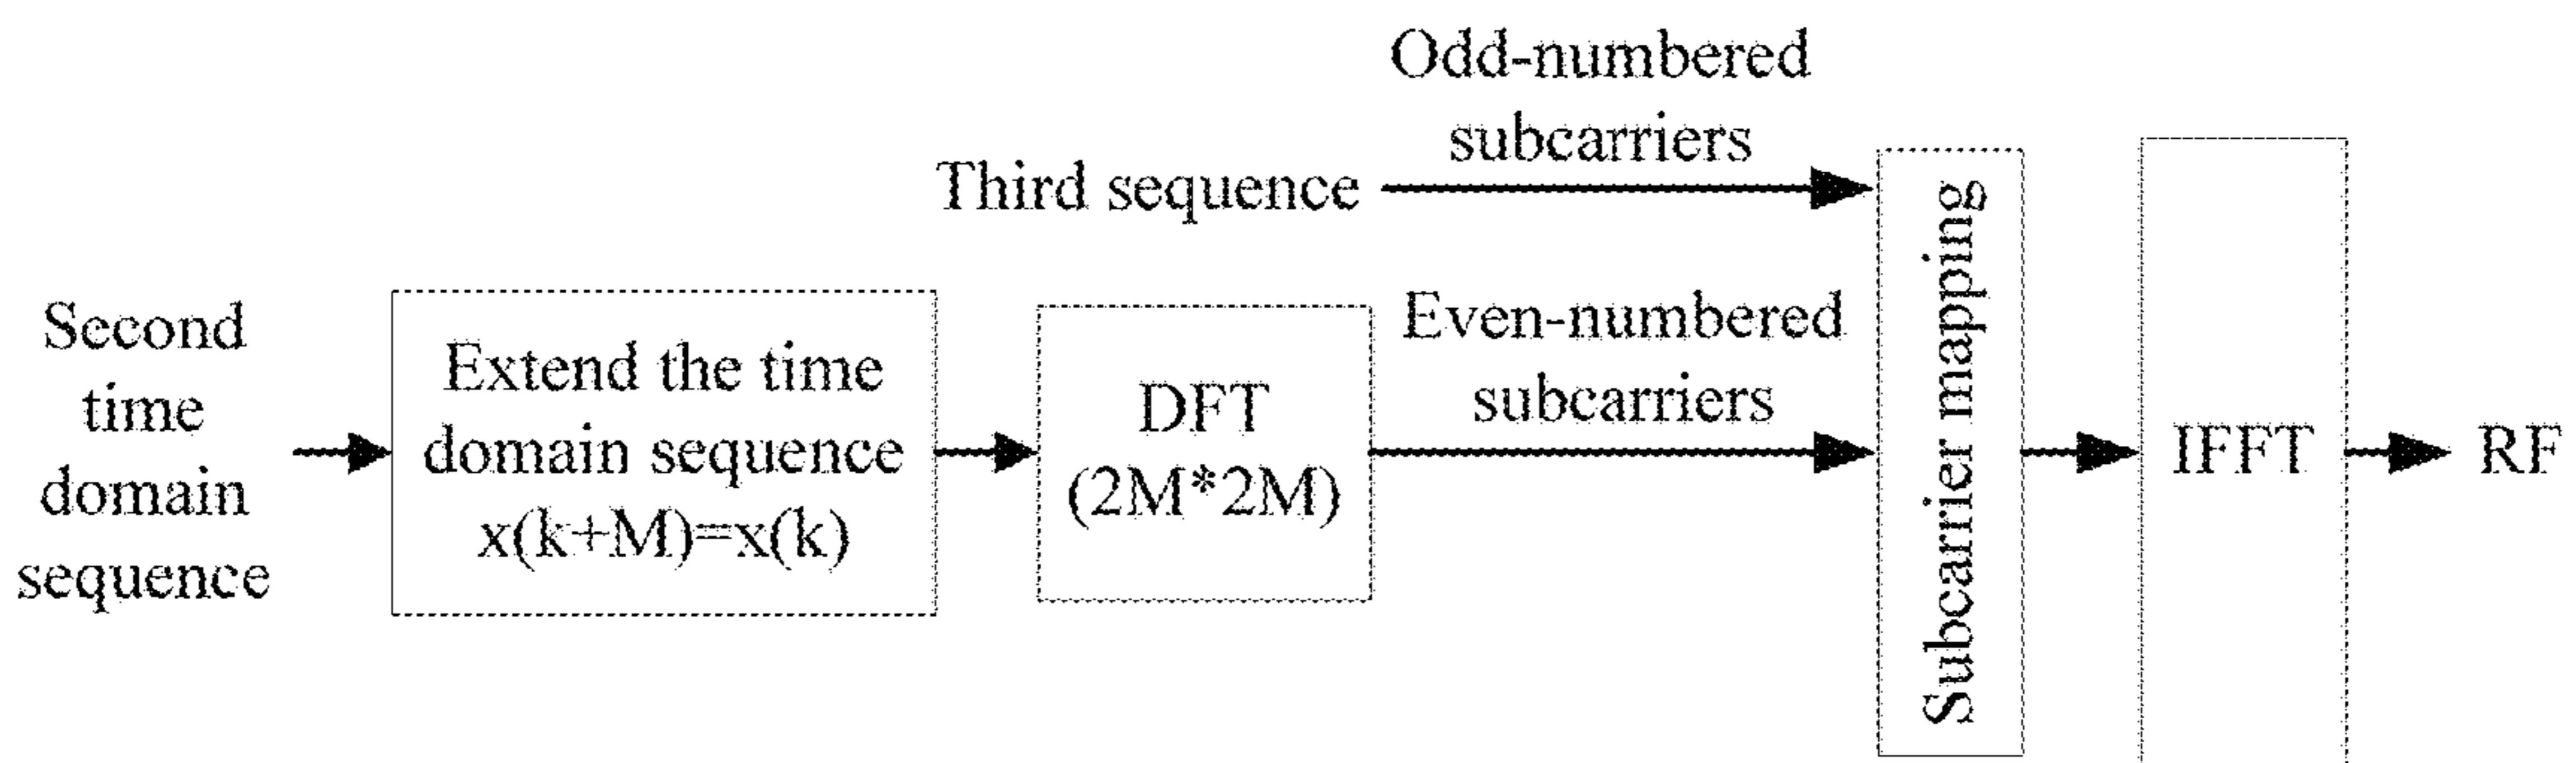 Odd-numbered
subcarriers
Third sequence
Second
time
domain
sequence
Extend the time
domain sequence
x(k+M)=x(k)
DFT
(2M*2M)
Even-numbered
subcarriers
Subcarrier mapping
IFFT
RF